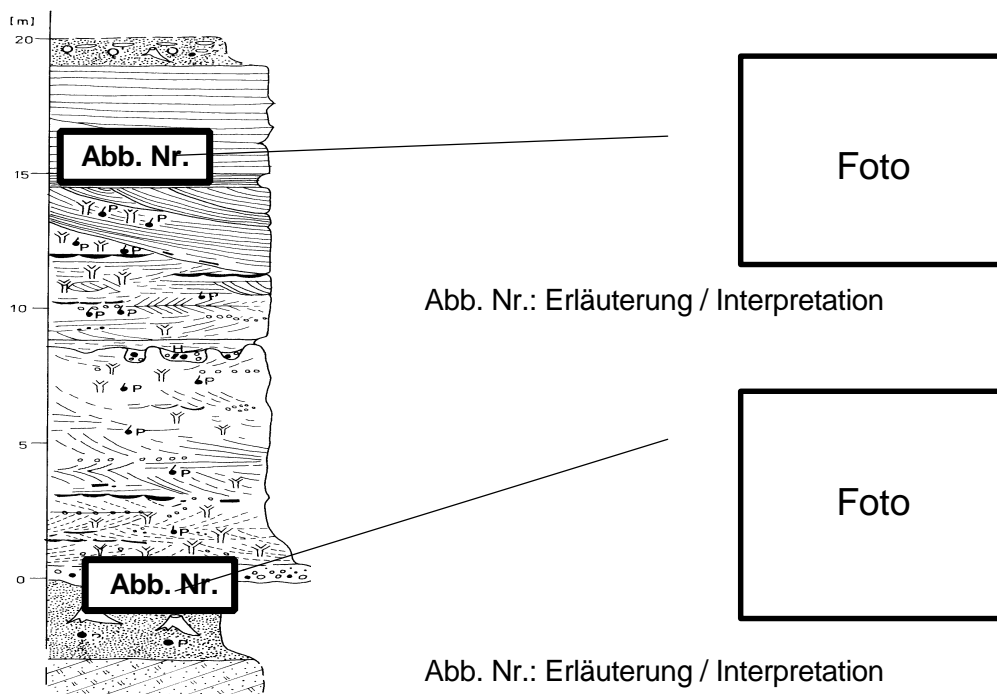 [m]
20
15
10
5
0
Abb. Nr.
P
P
P
P
P
P P
H
P
P
P
P
P
Abb. Nr.
P
Foto
Abb. Nr.: Erläuterung / Interpretation
Foto
Abb. Nr.: Erläuterung / Interpretation